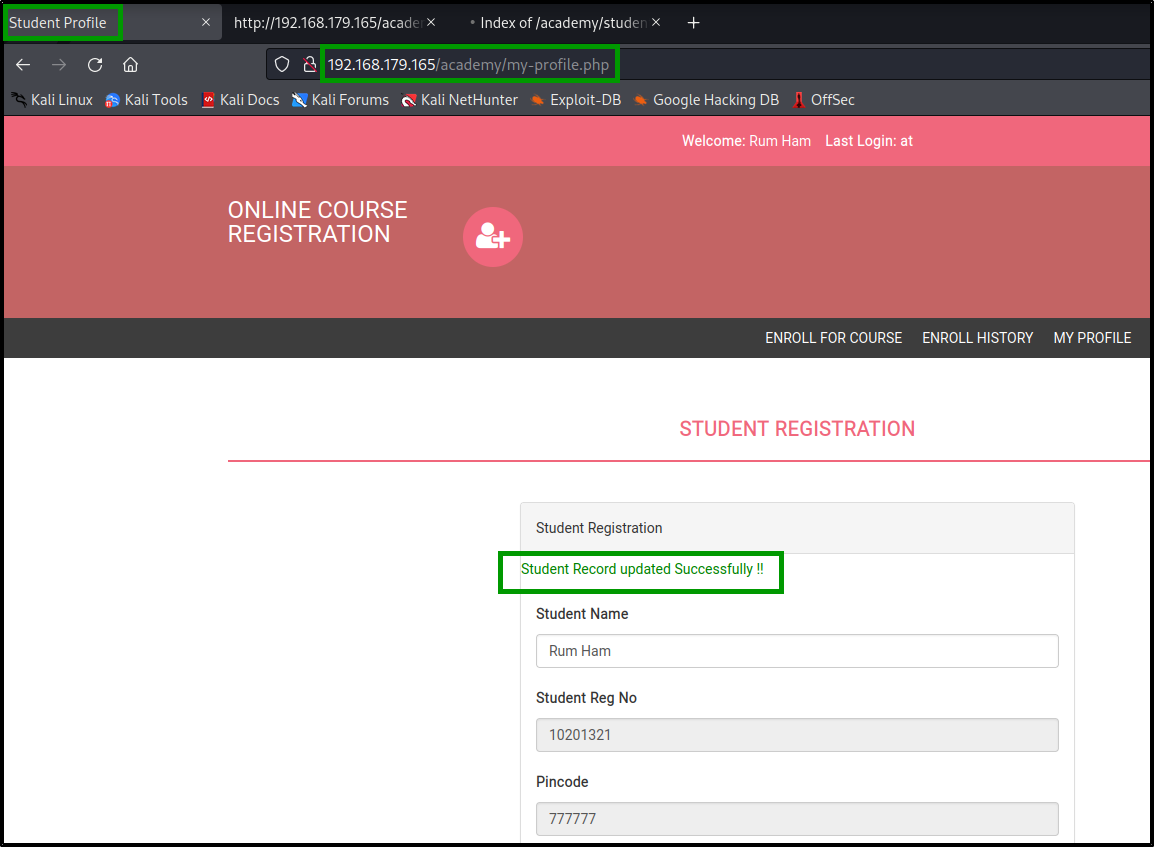 Student Profile
http://192.168.179.165/acade
Index of /academy/studen
192.168.179.165/academy/my-profile.php
Kali Linux Kali Tools Kali Docs Kali Forums Kali NetHunter Exploit-DB Google Hacking DB OffSec
Welcome: Rum Ham Last Login: at
ONLINE COURSE
REGISTRATION
ENROLL FOR COURSE ENROLL HISTORY MY PROFILE
STUDENT REGISTRATION
Student Registration
Student Record updated Successfully !!
Student Name
Rum Ham
Student Reg No
10201321
Pincode
777777